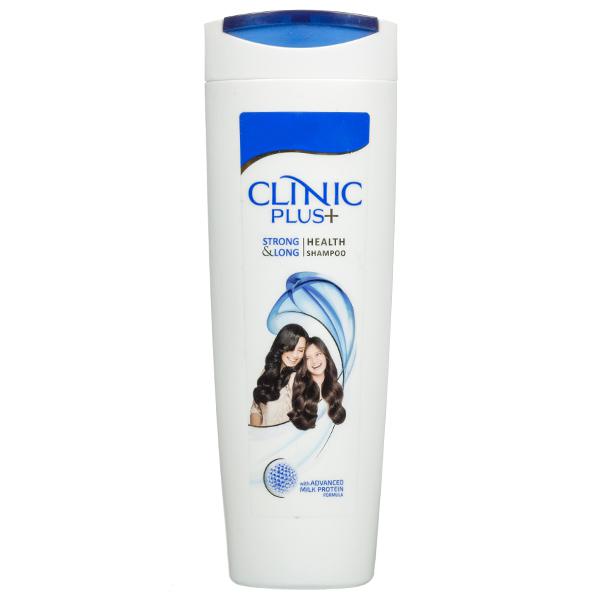 CLINIC
PLUS+
STRONG
&LONG
HEALTH
SHAMPOO
with ADVANCED
MILK PROTEIN
FORMULA